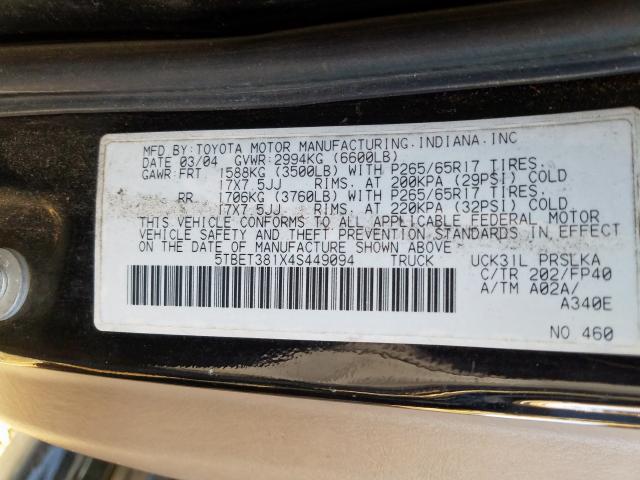 MFD BY: TOYOTA MOTOR MANUFACTURING, INDIANA, INC
DATE 03/04 GVWR: 2994KG (6600LB)
GAWR: FRT 1588KG (3500LB) WITH P265/65R17 TIRES.
17X7.5JJ RIMS. AT 200KPA (29PSI) COLD
RR 1706KG (3760LB) WITH P265/65R17 TIRES.
17X7.5JJ RIMS. AT 220KPA (32PSI) COLD
THIS VEHICLE CONFORMS TO ALL APPLICABLE FEDERAL MOTOR
VEHICLE SAFETY AND THEFT PREVENTION STANDARDS IN EFFECT
ON THE DATE OF MANUFACTURE SHOWN ABOVE.
5TBET381X4S449094 TRUCK UCK31L PRSLKA
C/TR 202/FP40
A/TM A02A/
A340E
NO 460